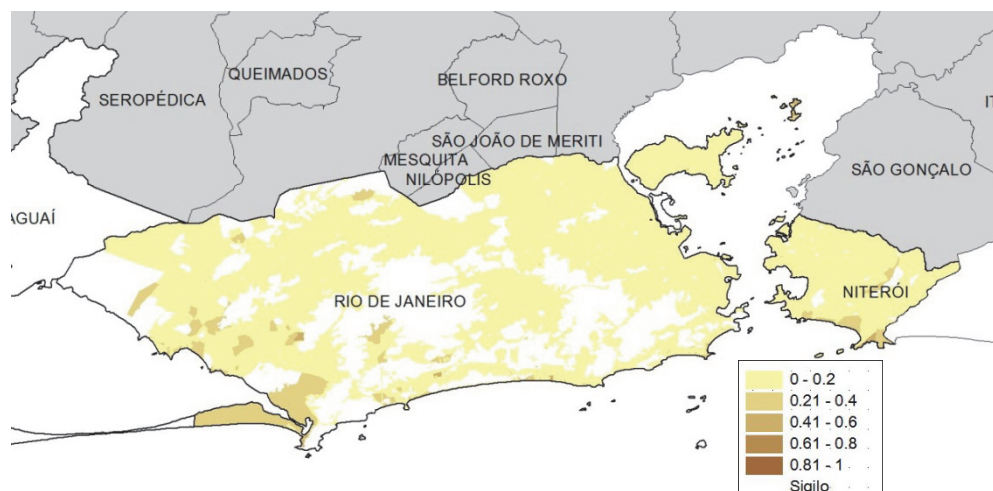 QUEIMADOS
BELFORD ROXO
SEROPÉDICA
SÃO JOÃO DE MERITI
MESQUITA
NILÓPOLIS
SÃO GONÇALO
IT
AGUAÍ
RIO DE JANEIRO
NITERÓI
0 - 0.2
0.21 - 0.4
0.41 - 0.6
0.61 - 0.8
0.81 - 1
Sigilo